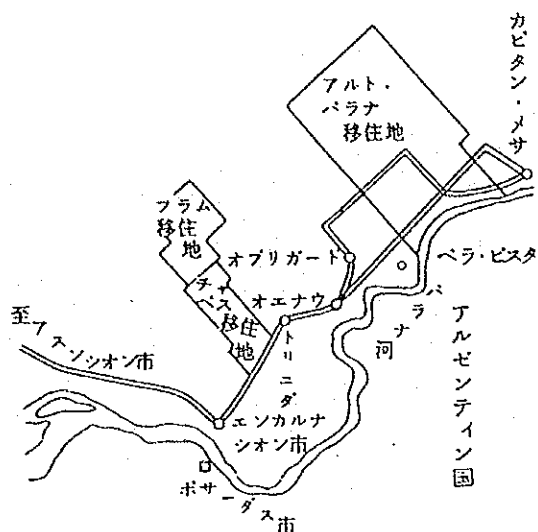 カピタン・メサ
アルト・
パラナ
移住地
フラム
移住地
オブリガード
ベラ・ビスタ
チャ
ベス
移住
地
オエナウ
パラナ河
アルゼンティン国
至アスンシオン市
トリニダ
エンカルナ
シオン市
ポサーダス市